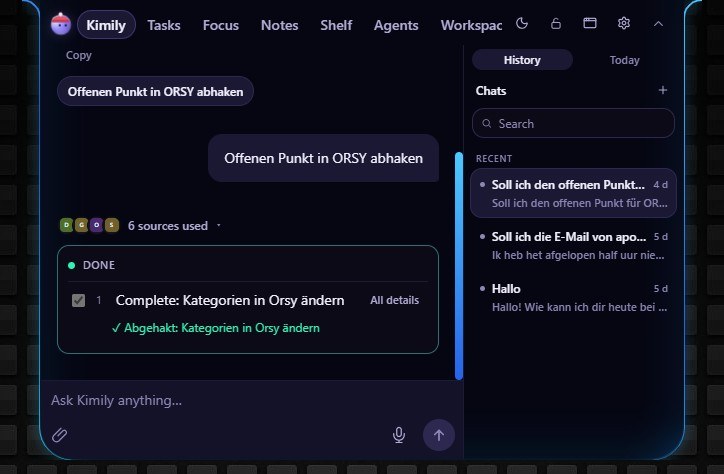 Kimily Tasks Focus Notes Shelf Agents Workspac
Copy
Offenen Punkt in ORSY abhaken
Offenen Punkt in ORSY abhaken
D G O S 6 sources used
DONE
1 Complete: Kategorien in Orsy ändern All details
✓ Abgehakt: Kategorien in Orsy ändern
Ask Kimily anything...
History Today
Chats +
Search
RECENT
Soll ich den offenen Punkt... 4 d
Soll ich den offenen Punkt für OR...
Soll ich die E-Mail von apo... 5 d
Ik heb het afgelopen half uur nie...
Hallo 5 d
Hallo! Wie kann ich dir heute bei ...